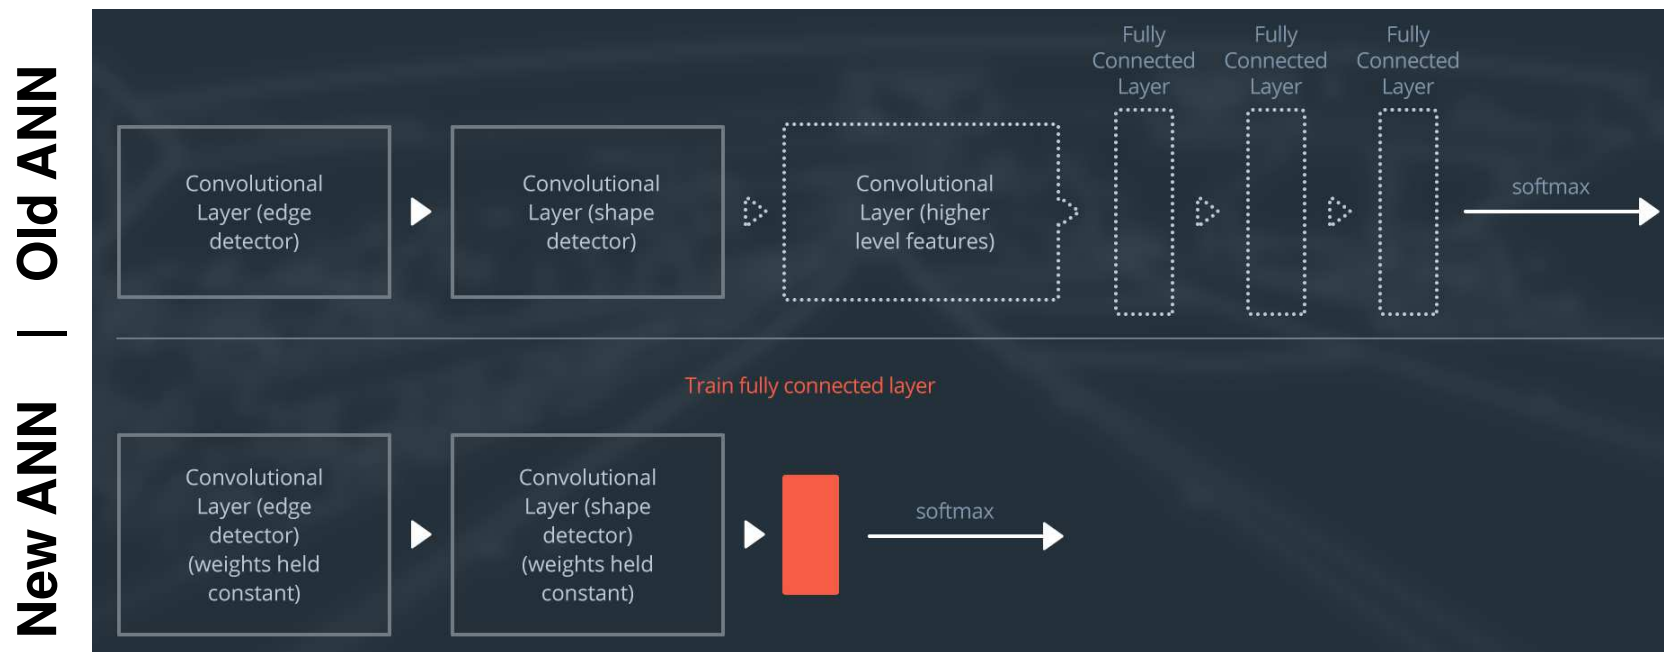 Old ANN
Fully
Connected
Layer
Fully
Connected
Layer
Fully
Connected
Layer
Convolutional
Layer (edge
detector)
Convolutional
Layer (shape
detector)
Convolutional
Layer (higher
level features)
softmax
|
New ANN
Train fully connected layer
Convolutional
Layer (edge
detector)
(weights held
constant)
Convolutional
Layer (shape
detector)
(weights held
constant)
softmax